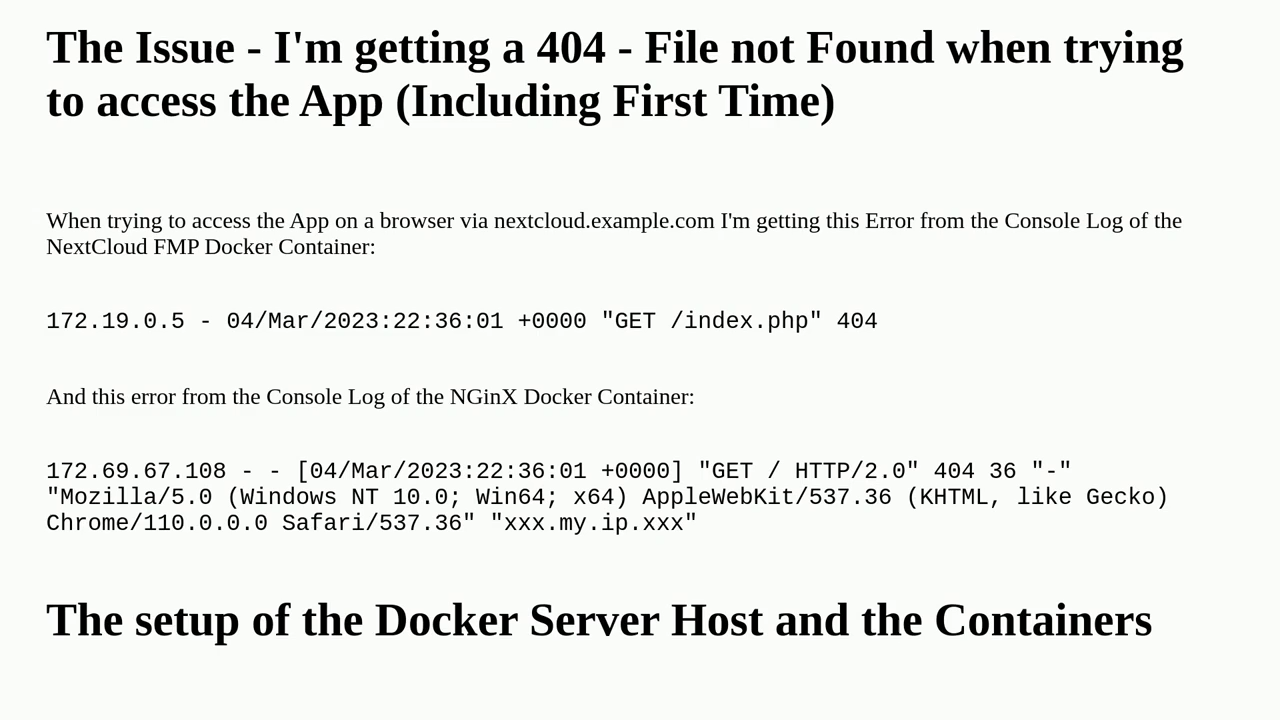 The Issue - I'm getting a 404 - File not Found when trying
to access the App (Including First Time)
When trying to access the App on a browser via nextcloud.example.com I'm getting this Error from the Console Log of the
NextCloud FMP Docker Container:
172.19.0.5 - 04/Mar/2023:22:36:01 +0000 "GET /index.php" 404
And this error from the Console Log of the NGinX Docker Container:
172.69.67.108 - - [04/Mar/2023:22:36:01 +0000] "GET / HTTP/2.0" 404 36 "-"
"Mozilla/5.0 (Windows NT 10.0; Win64; x64) AppleWebKit/537.36 (KHTML, like Gecko)
Chrome/110.0.0.0 Safari/537.36" "xxx.my.ip.xxx"
The setup of the Docker Server Host and the Containers